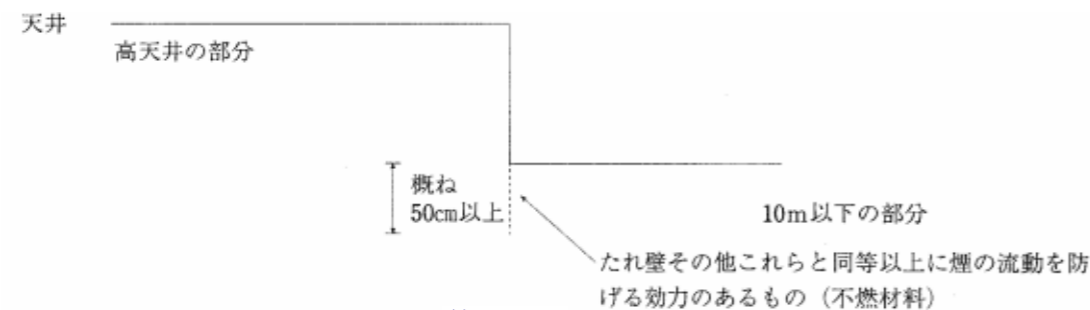 天井
高天井の部分
概ね
50cm以上
10m以下の部分
たれ壁その他これらと同等以上に煙の流動を防
げる効力のあるもの（不燃材料）